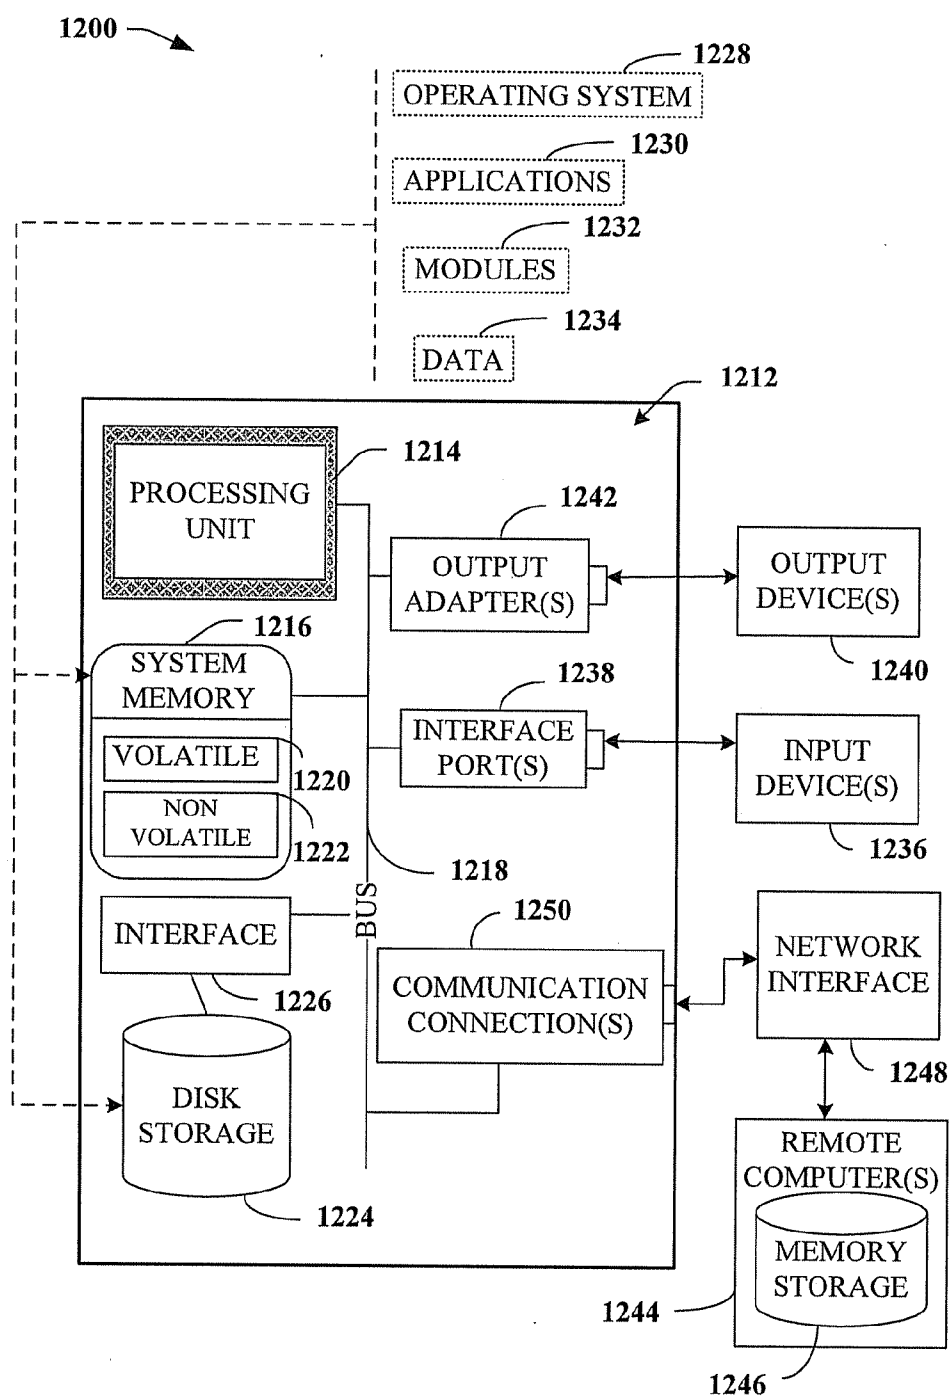 1200
1228
OPERATING SYSTEM
1230
APPLICATIONS
1232
MODULES
1234
DATA
1212
1214
PROCESSING
UNIT
1242
OUTPUT
ADAPTER(S)
OUTPUT
DEVICE(S)
1240
1216
SYSTEM
MEMORY
VOLATILE
1220
NON
VOLATILE
1222
1238
INTERFACE
PORT(S)
INPUT
DEVICE(S)
1236
1218
BUS
INTERFACE
1226
1250
COMMUNICATION
CONNECTION(S)
NETWORK
INTERFACE
1248
DISK
STORAGE
1224
REMOTE
COMPUTER(S)
MEMORY
STORAGE
1244
1246